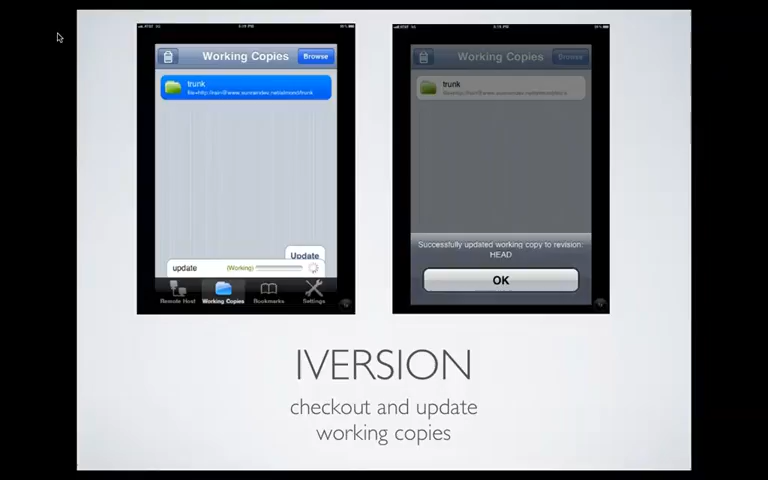 Working Copies
Browse
trunk
Update
update
(Working)
Remote Host
Working Copies
Bookmarks
Settings
Working Copies
Browse
trunk
Successfully updated working copy to revision:
HEAD
OK
IVERSION
checkout and update
working copies